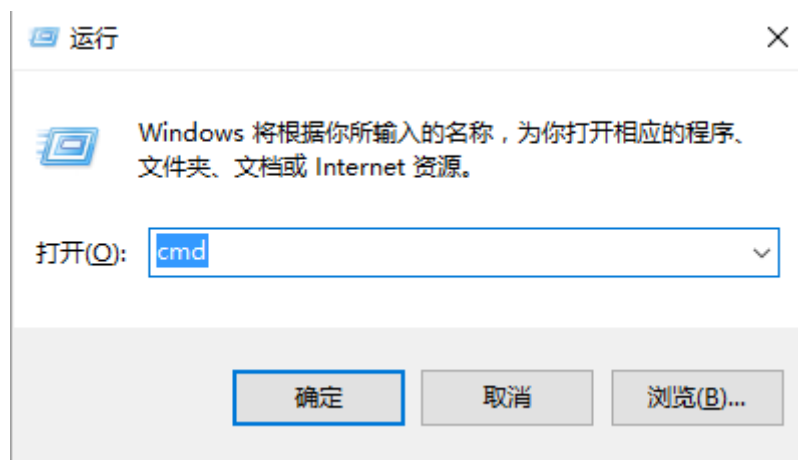 运行
Windows 将根据你所输入的名称，为你打开相应的程序、
文件夹、文档或 Internet 资源。
打开(O): cmd
确定 取消 浏览(B)...